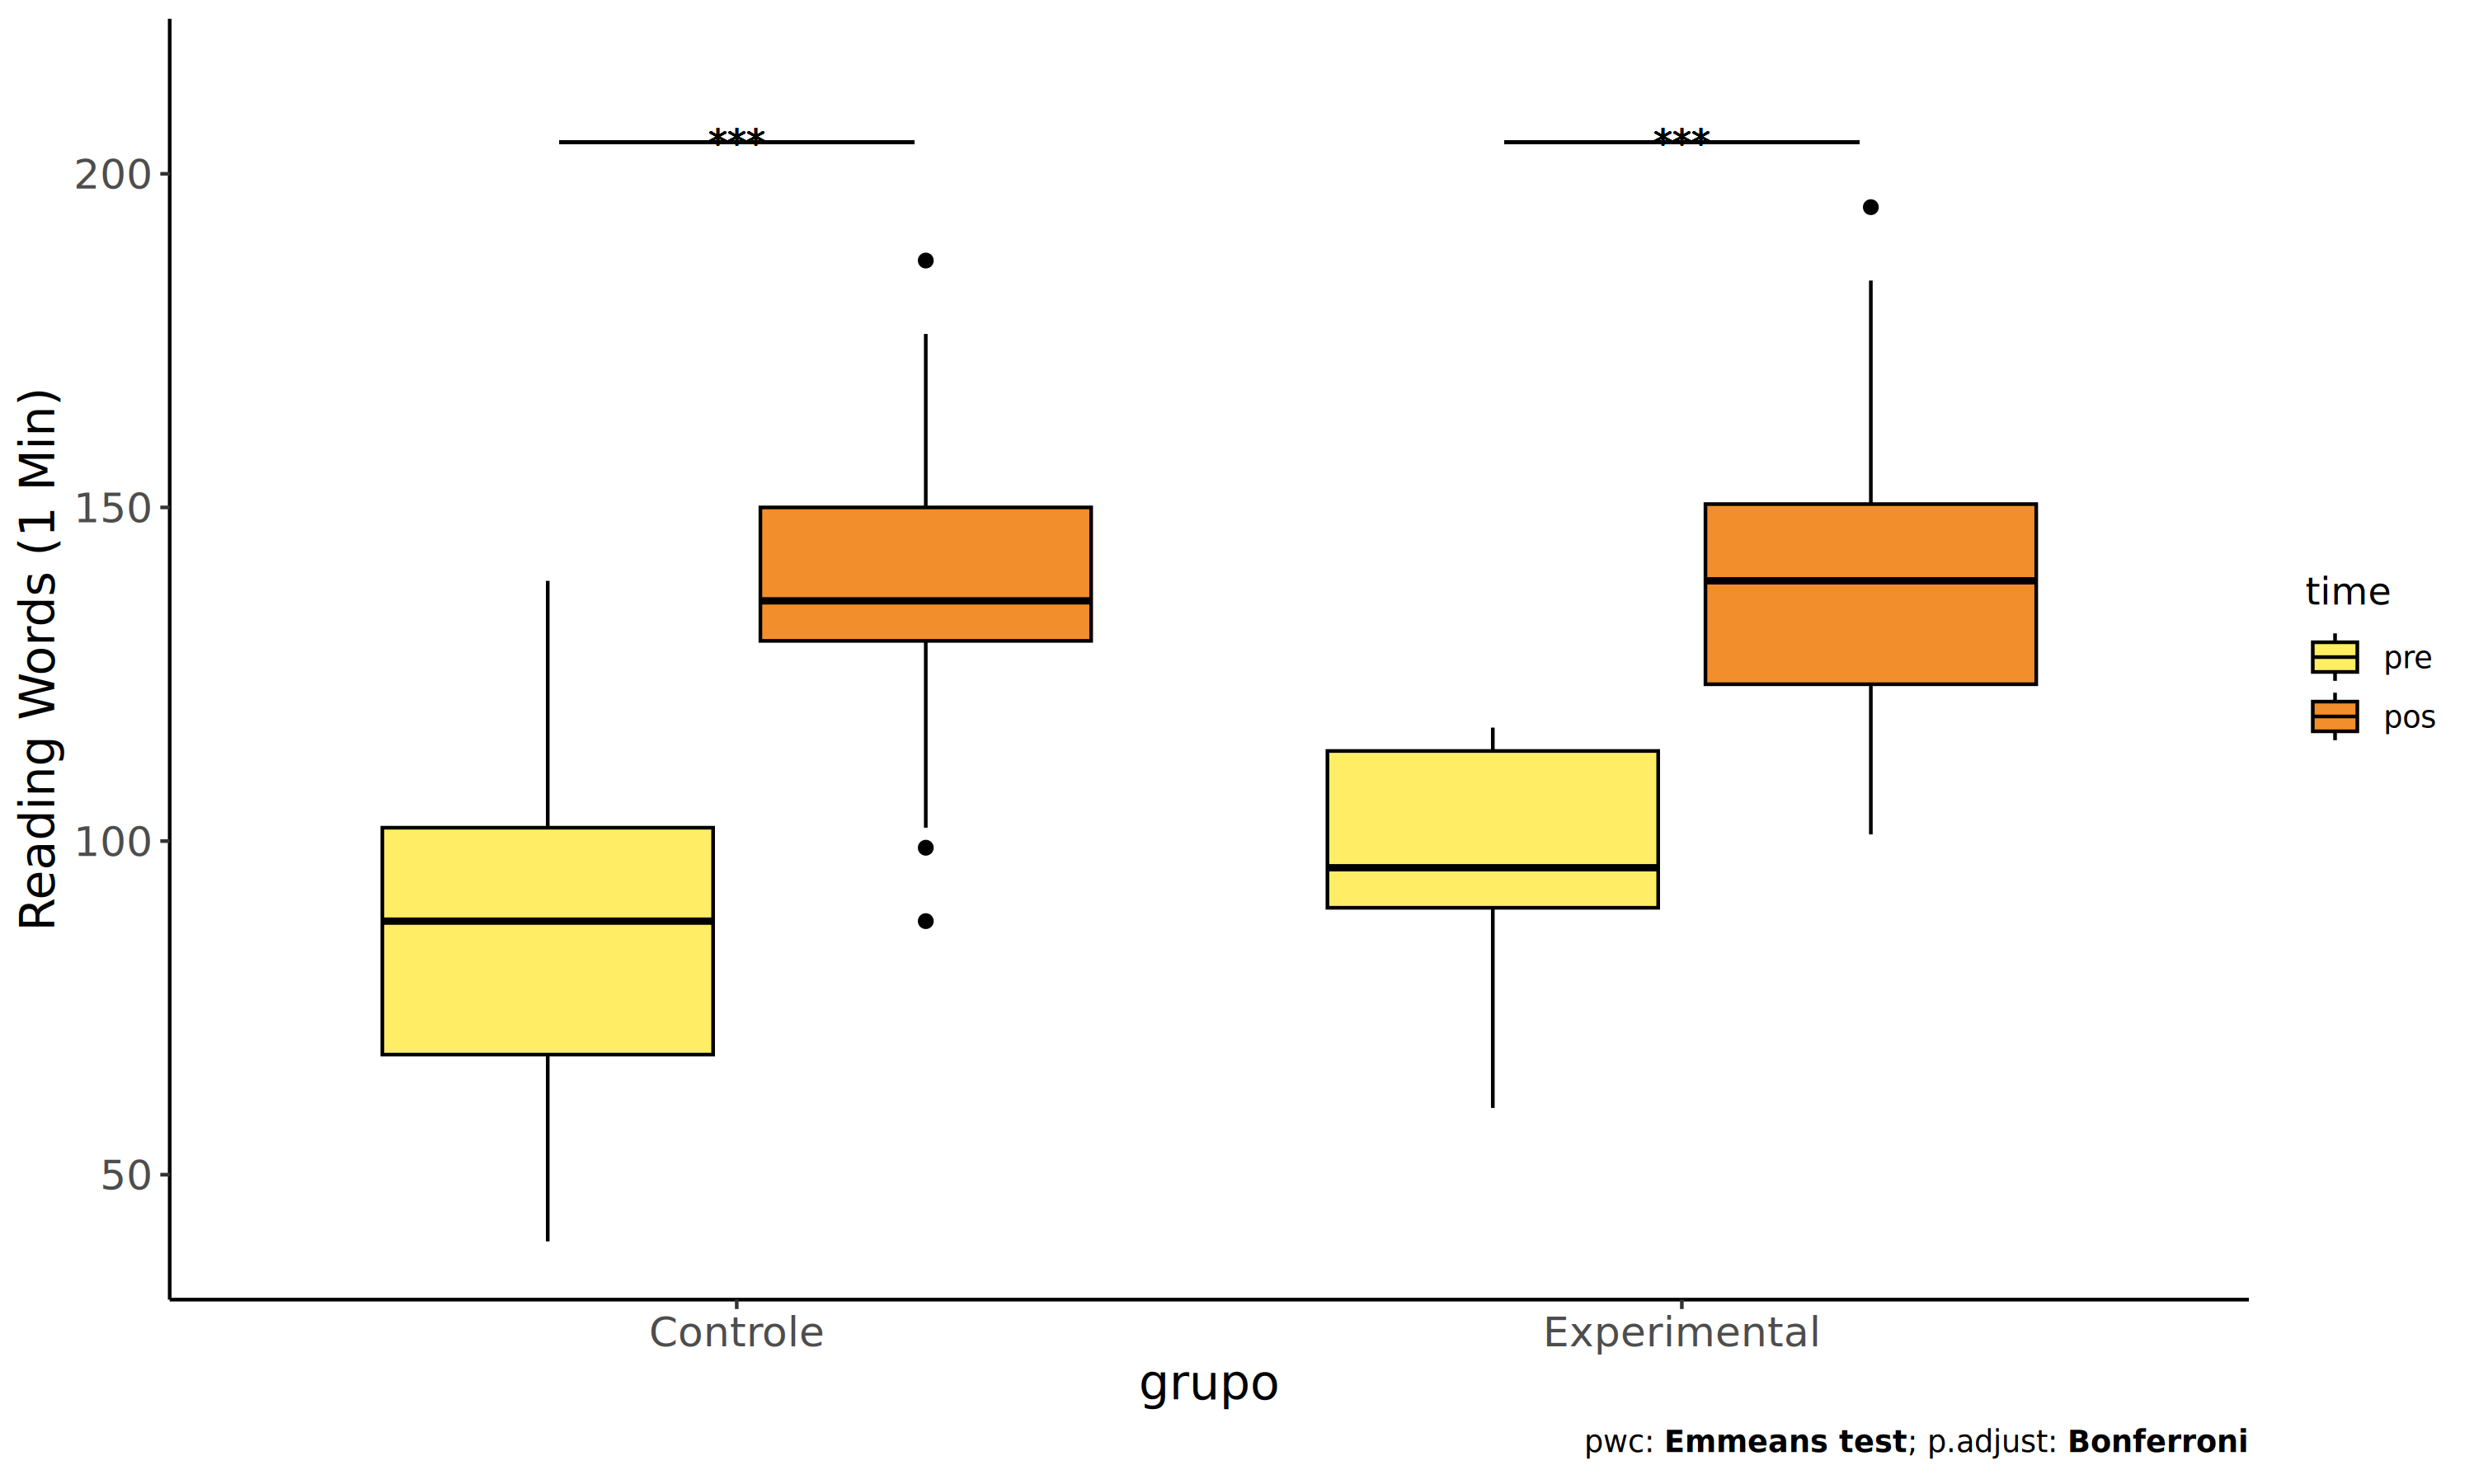 Reading Words (1 Min)
200
150
100
50
***
***
Controle
Experimental
grupo
time
pre
pos
pwc: Emmeans test; p.adjust: Bonferroni